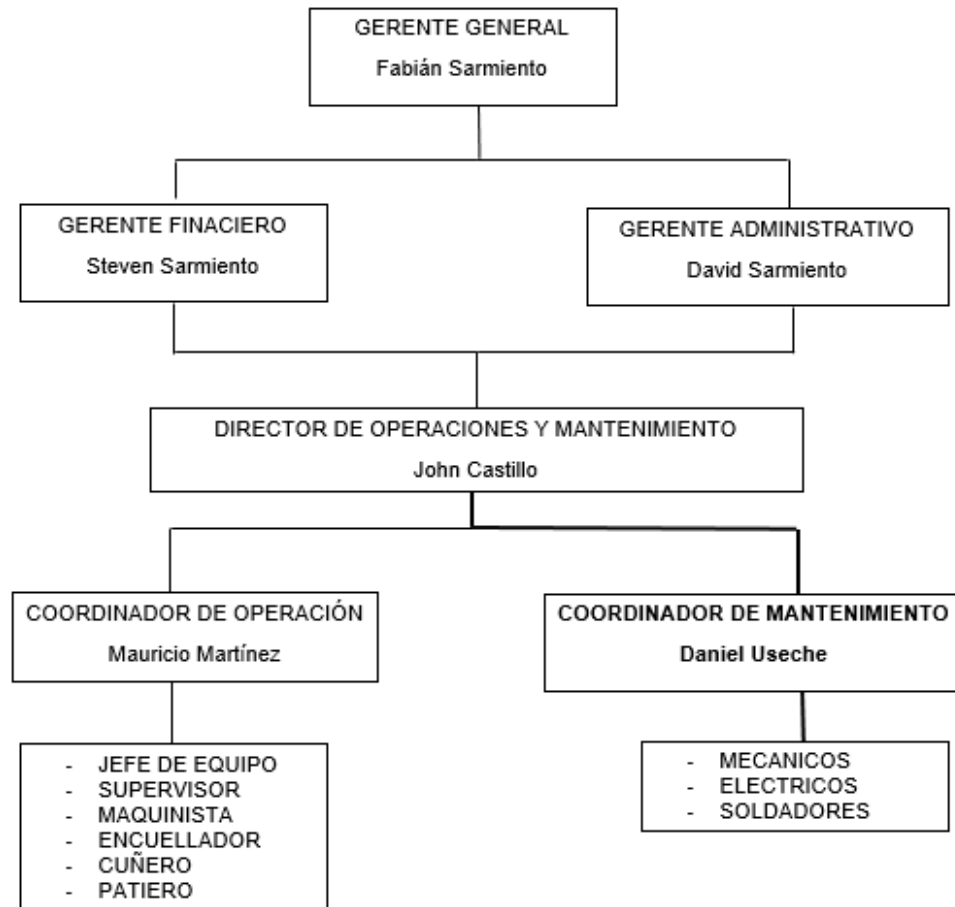 GERENTE GENERAL
Fabián Sarmiento
GERENTE FINACIERO
Steven Sarmiento
GERENTE ADMINISTRATIVO
David Sarmiento
DIRECTOR DE OPERACIONES Y MANTENIMIENTO
John Castillo
COORDINADOR DE OPERACIÓN
Mauricio Martínez
COORDINADOR DE MANTENIMIENTO
Daniel Useche
- JEFE DE EQUIPO
- SUPERVISOR
- MAQUINISTA
- ENCUELLADOR
- CUÑERO
- PATIERO
- MECANICOS
- ELECTRICOS
- SOLDADORES